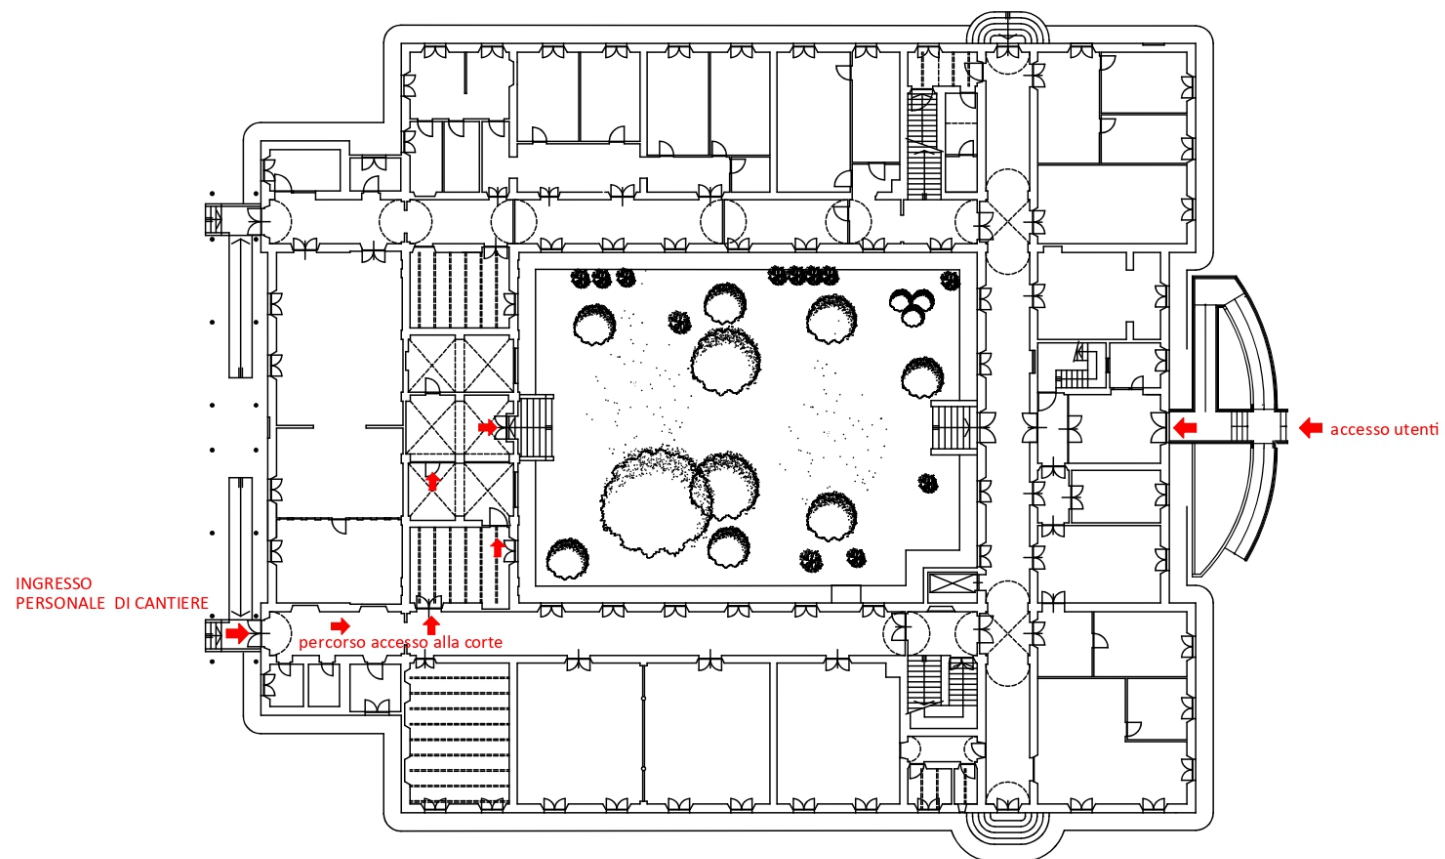 accesso utenti
INGRESSO
PERSONALE DI CANTIERE
percorso accesso alla corte